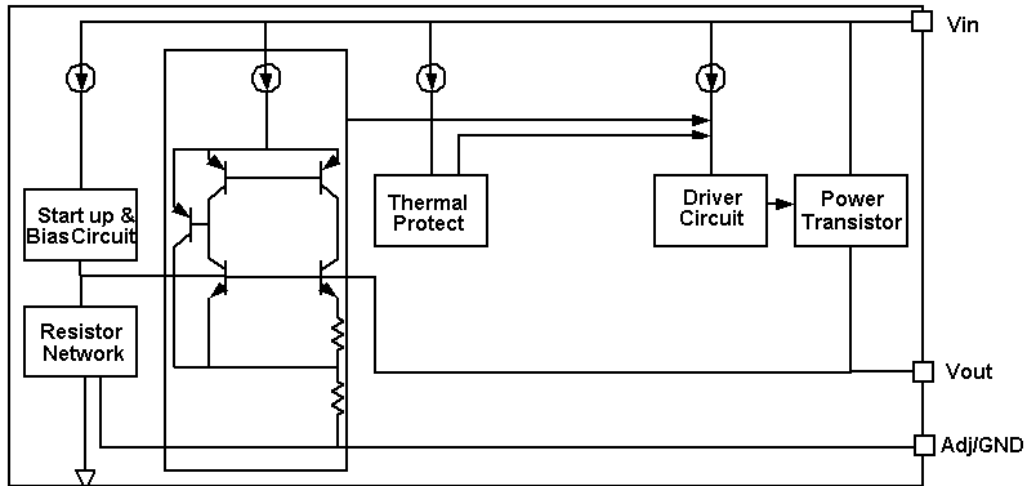 Vin
Start up &
Bias Circuit
Thermal
Protect
Driver
Circuit
Power
Transistor
Resistor
Network
Vout
Adj/GND